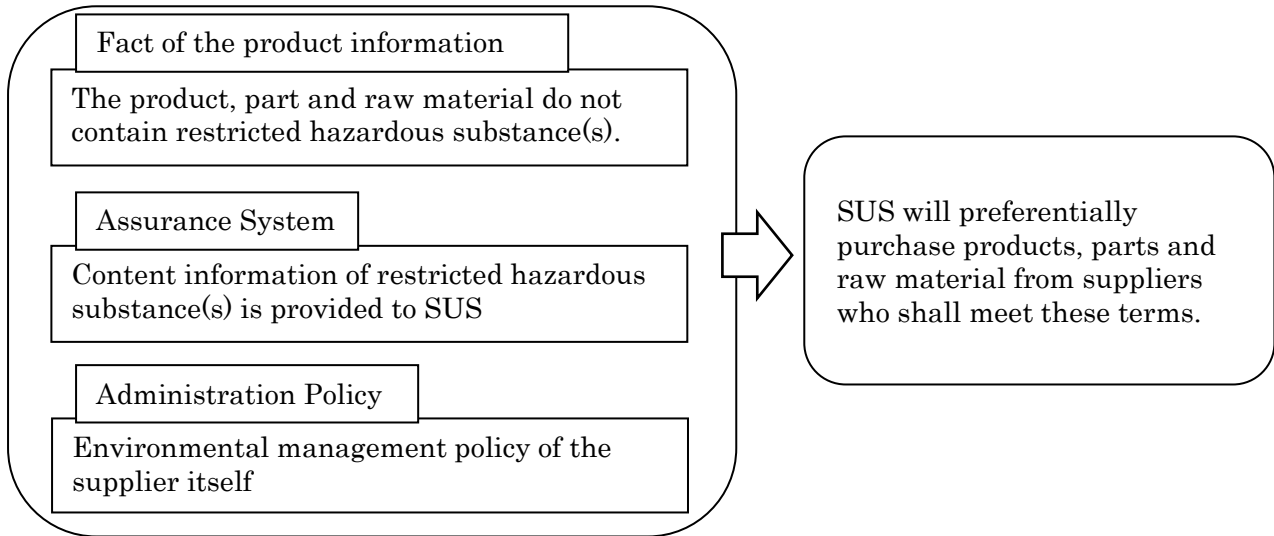 Fact of the product information
The product, part and raw material do not
contain restricted hazardous substance(s).
Assurance System
Content information of restricted hazardous
substance(s) is provided to SUS
Administration Policy
Environmental management policy of the
supplier itself
SUS will preferentially
purchase products, parts and
raw material from suppliers
who shall meet these terms.